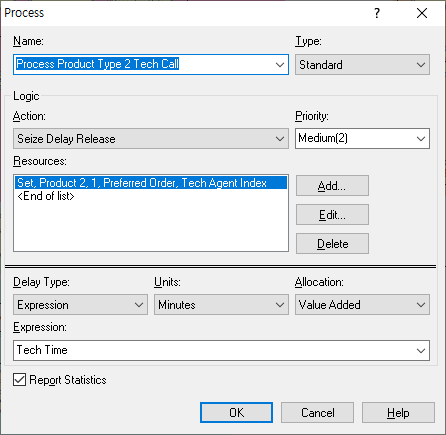 Process
? ×
Name:
Type:
Process Product Type 2 Tech Call
Standard
Logic
Action:
Priority:
Seize Delay Release
Medium(2)
Resources:
Set, Product 2, 1, Preferred Order, Tech Agent Index
<End of list>
Add...
Edit...
Delete
Delay Type:
Units:
Allocation:
Expression
Minutes
Value Added
Expression:
Tech Time
Report Statistics
OK
Cancel
Help